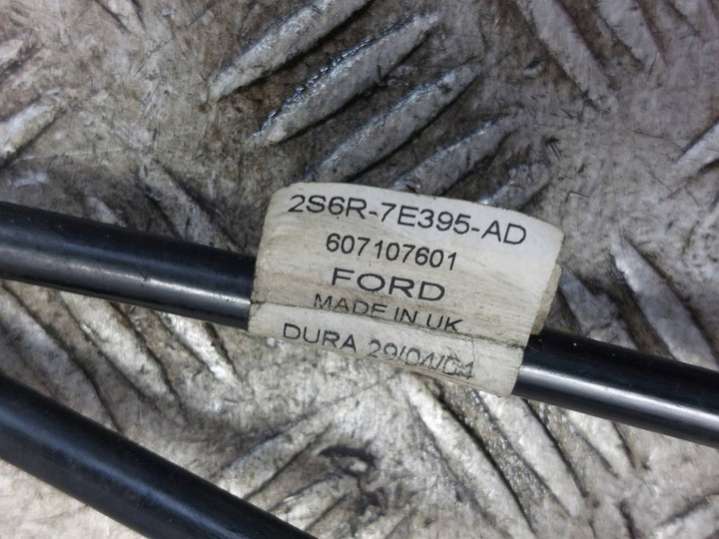 2S6R-7E395-AD
607107601
FORD
MADE IN UK
DURA 29/04/04